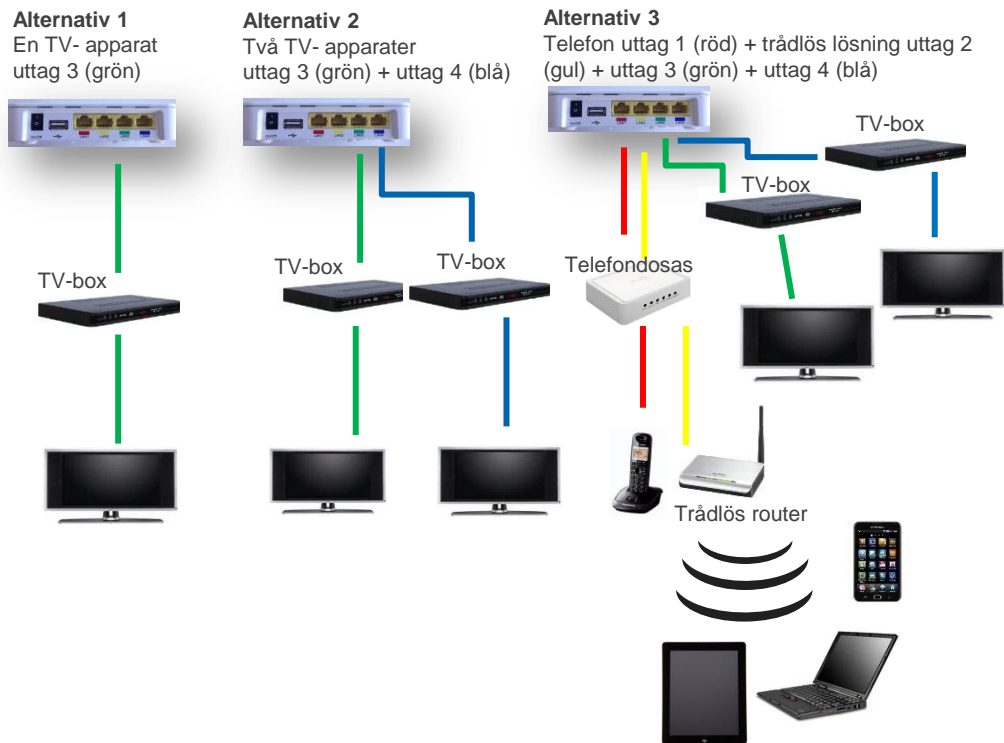 Alternativ 1
En TV- apparat
uttag 3 (grön)
Alternativ 2
Två TV- apparater
uttag 3 (grön) + uttag 4 (blå)
Alternativ 3
Telefon uttag 1 (röd) + trådlös lösning uttag 2
(gul) + uttag 3 (grön) + uttag 4 (blå)
TV-box
TV-box
TV-box
TV-box
TV-box
Telefondosas
Trådlös router